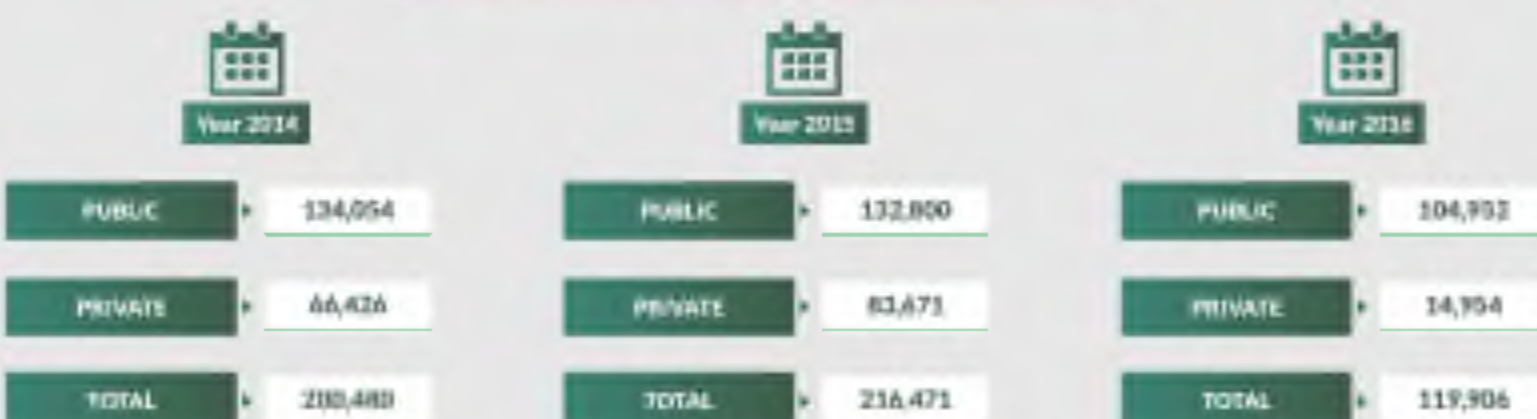 Year 2014 Year 2015 Year 2016
PUBLIC 134,054 PUBLIC 132,800 PUBLIC 104,952
PRIVATE 66,426 PRIVATE 83,671 PRIVATE 14,954
TOTAL 200,480 TOTAL 216,471 TOTAL 119,906